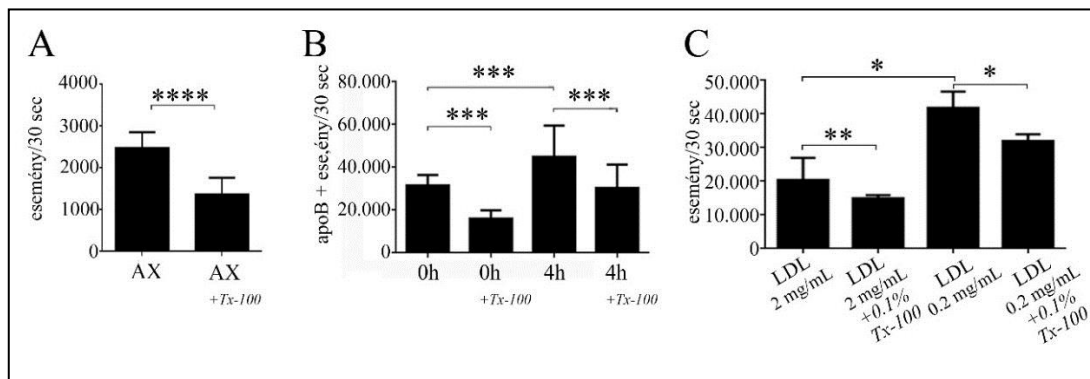 A
esemény/30 sec
4000
3000
2000
1000
0
****
AX
AX
+Tx-100
B
apoB + ese,ény/30 sec
80.000
60.000
40.000
20.000
0
***
***
***
0h
0h
4h
4h
+Tx-100
+Tx-100
C
esemény/30 sec
50.000
40.000
30.000
20.000
10.000
0
*
*
**
LDL
2 mg/mL
LDL
2 mg/mL
+0.1%
Tx-100
LDL
0.2 mg/mL
LDL
0.2 mg/mL
+0.1%
Tx-100